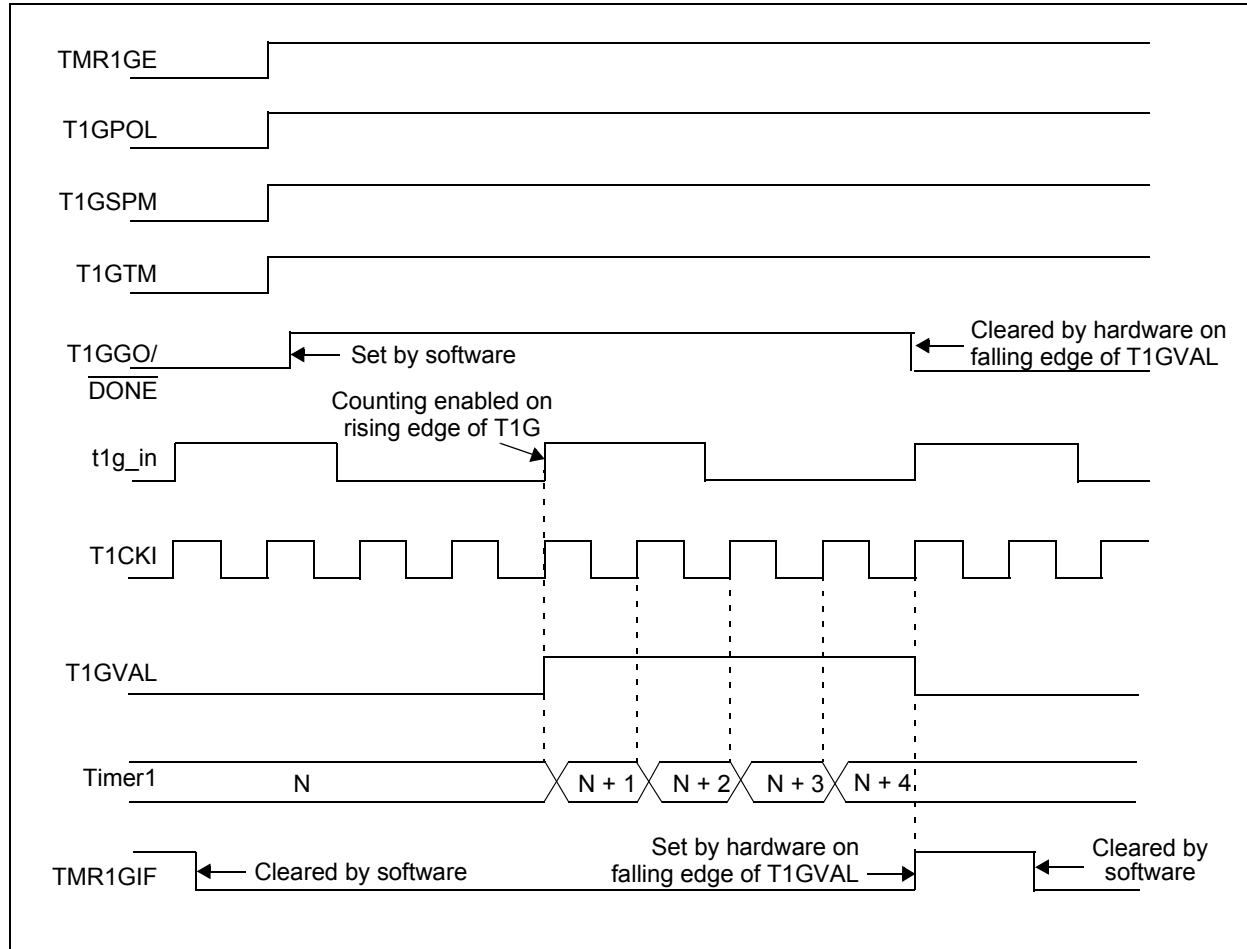 TMR1GE
T1GPOL
T1GSPM
T1GTM
T1GGO/
DONE
Set by software
Cleared by hardware on
falling edge of T1GVAL
Counting enabled on
rising edge of T1G
t1g_in
T1CKI
T1GVAL
Timer1
N
N + 1
N + 2
N + 3
N + 4
TMR1GIF
Cleared by software
Set by hardware on
falling edge of T1GVAL
Cleared by
software